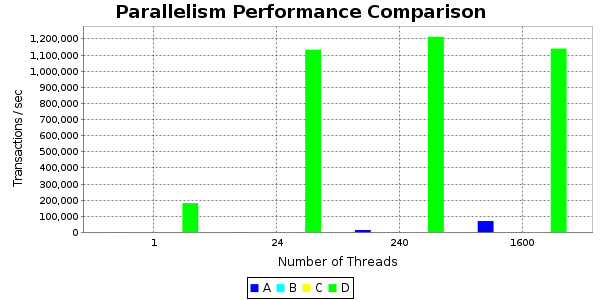 Parallelism Performance Comparison
Transactions / sec
1,200,000
1,100,000
1,000,000
900,000
800,000
700,000
600,000
500,000
400,000
300,000
200,000
100,000
0
1 24 240 1600
Number of Threads
A B C D